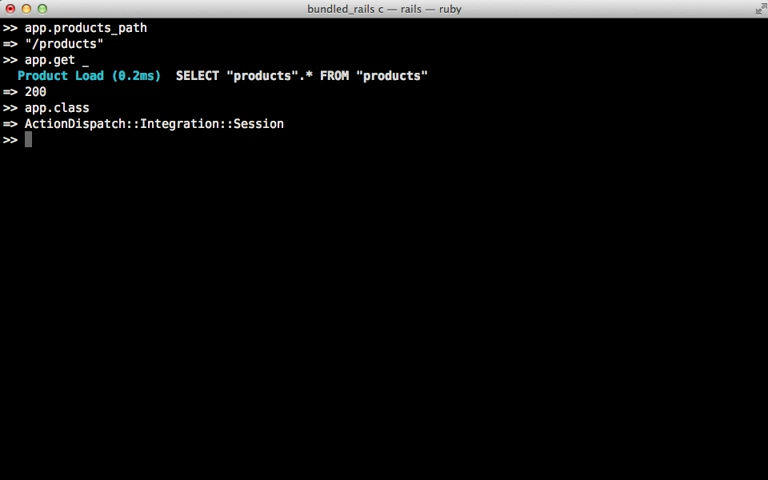 bundled_rails c — rails — ruby
>> app.products_path
=> "/products"
>> app.get _
Product Load (0.2ms)  SELECT "products".* FROM "products"
=> 200
>> app.class
=> ActionDispatch::Integration::Session
>>